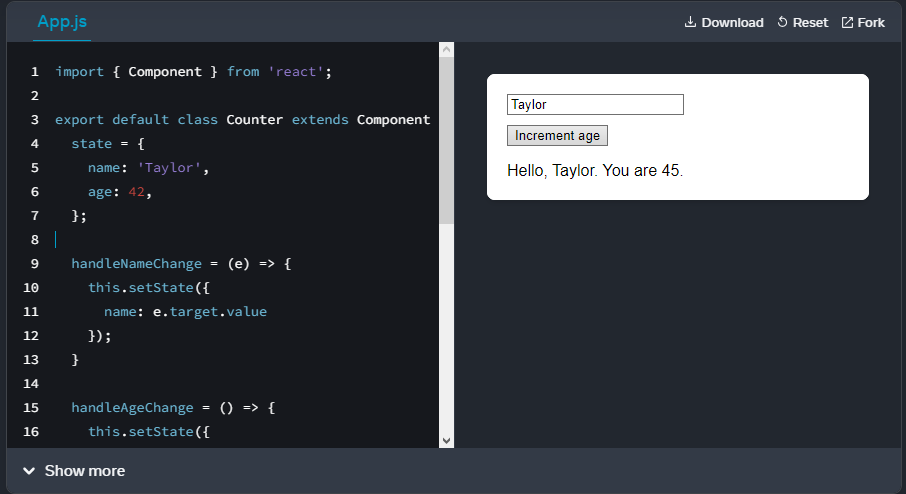 App.js
Download Reset Fork
1 import { Component } from 'react';
2
3 export default class Counter extends Component
4 state = {
5 name: 'Taylor',
6 age: 42,
7 };
8
9 handleNameChange = (e) => {
10 this.setState({
11 name: e.target.value
12 });
13 }
14
15 handleAgeChange = () => {
16 this.setState({
Taylor
Increment age
Hello, Taylor. You are 45.
Show more